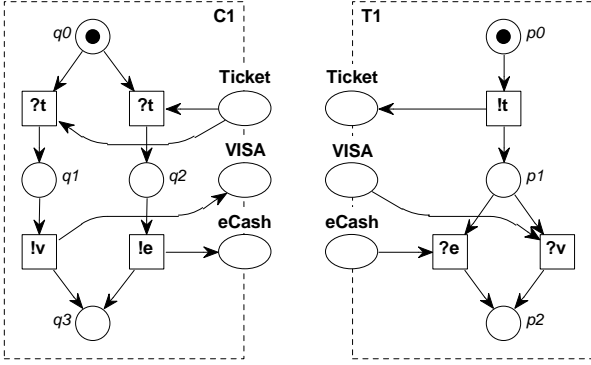 C1
q0
Ticket
?t
?t
VISA
q1
q2
eCash
!v
!e
q3
T1
p0
Ticket
!t
VISA
p1
eCash
?e
?v
p2